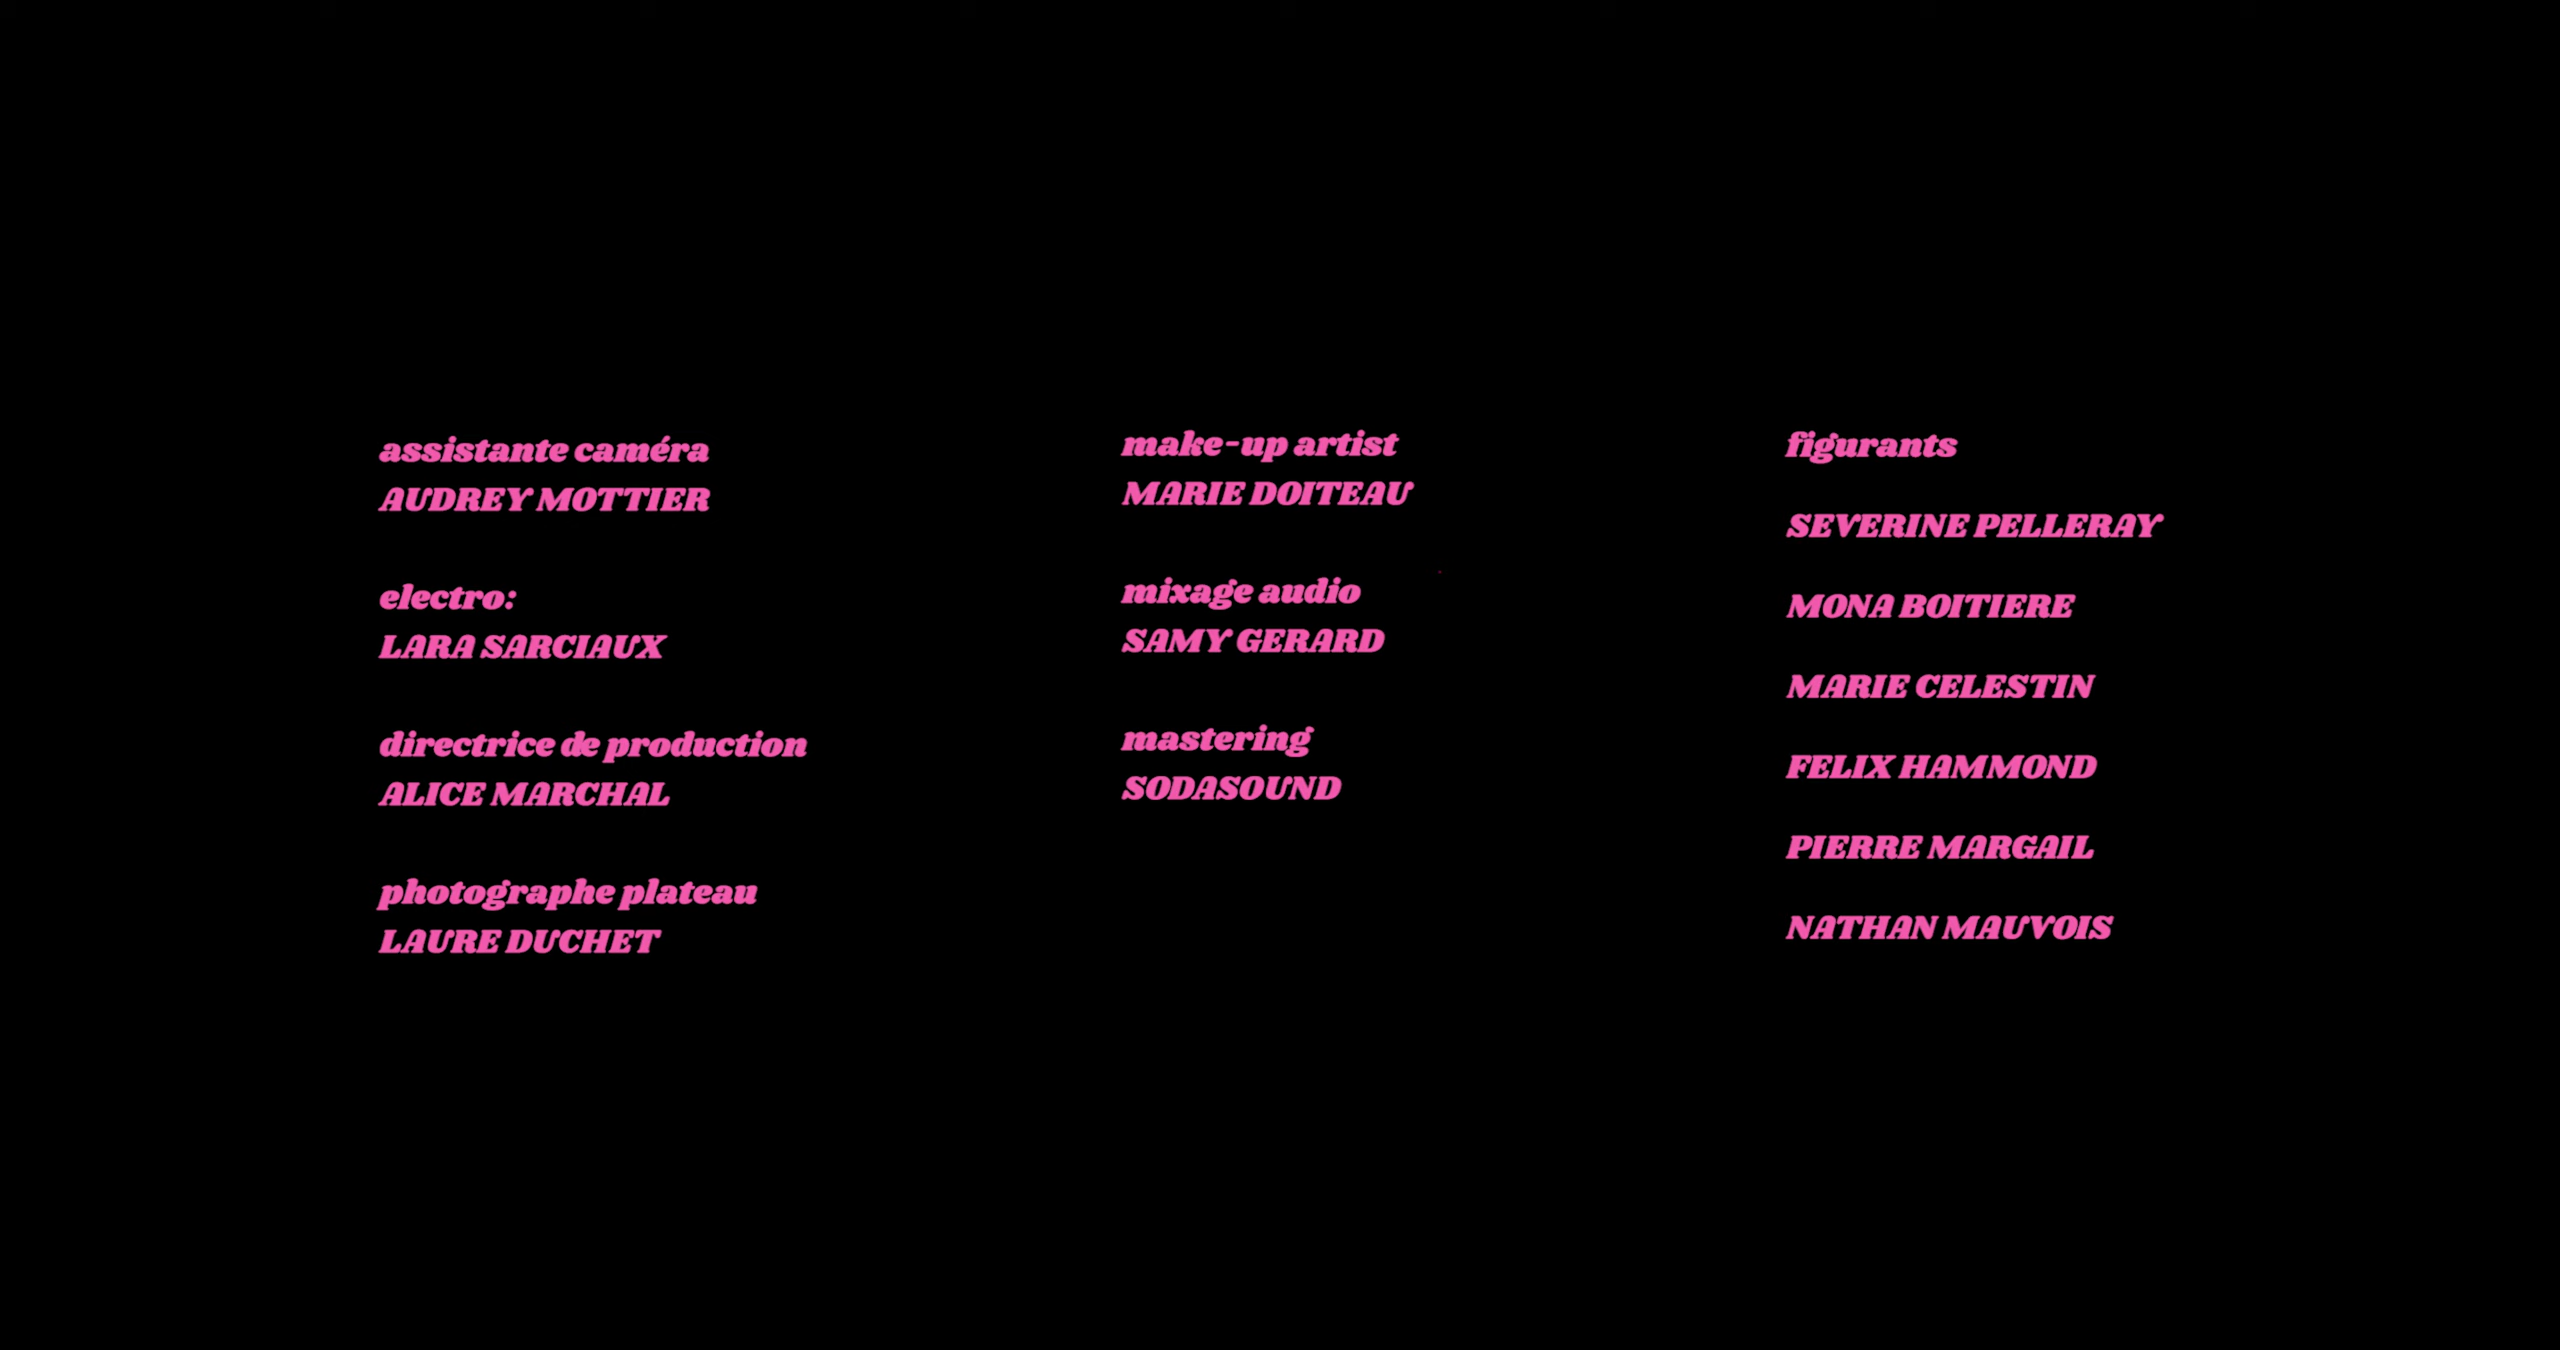 assistante caméra
AUDREY MOTTIER
electro:
LARA SARCIAUX
directrice de production
ALICE MARCHAL
photographe plateau
LAURE DUCHET
make-up artist
MARIE DOITEAU
mixage audio
SAMY GERARD
mastering
SODASOUND
figurants
SEVERINE PELLERAY
MONA BOITIERE
MARIE CELESTIN
FELIX HAMMOND
PIERRE MARGAIL
NATHAN MAUVOIS